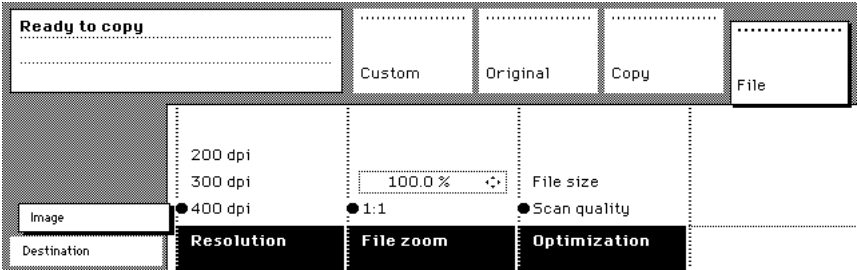 Ready to copy
Custom
Original
Copy
File
200 dpi
300 dpi
400 dpi
100.0 %
1:1
File size
Scan quality
Image
Destination
Resolution
File zoom
Optimization